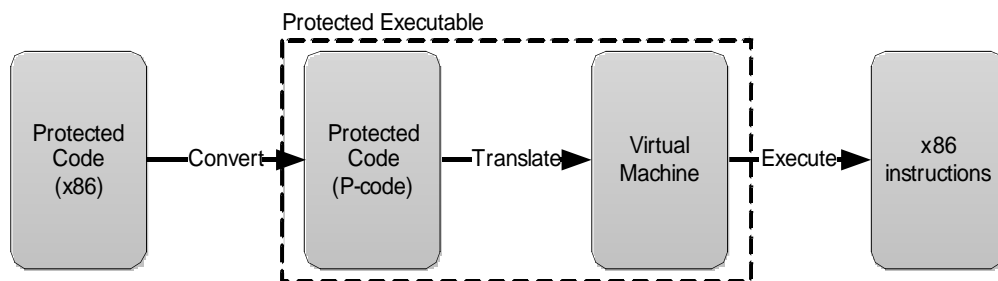 Protected Executable
Protected
Code
(x86)
Convert
Protected
Code
(P-code)
Translate
Virtual
Machine
Execute
x86
instructions